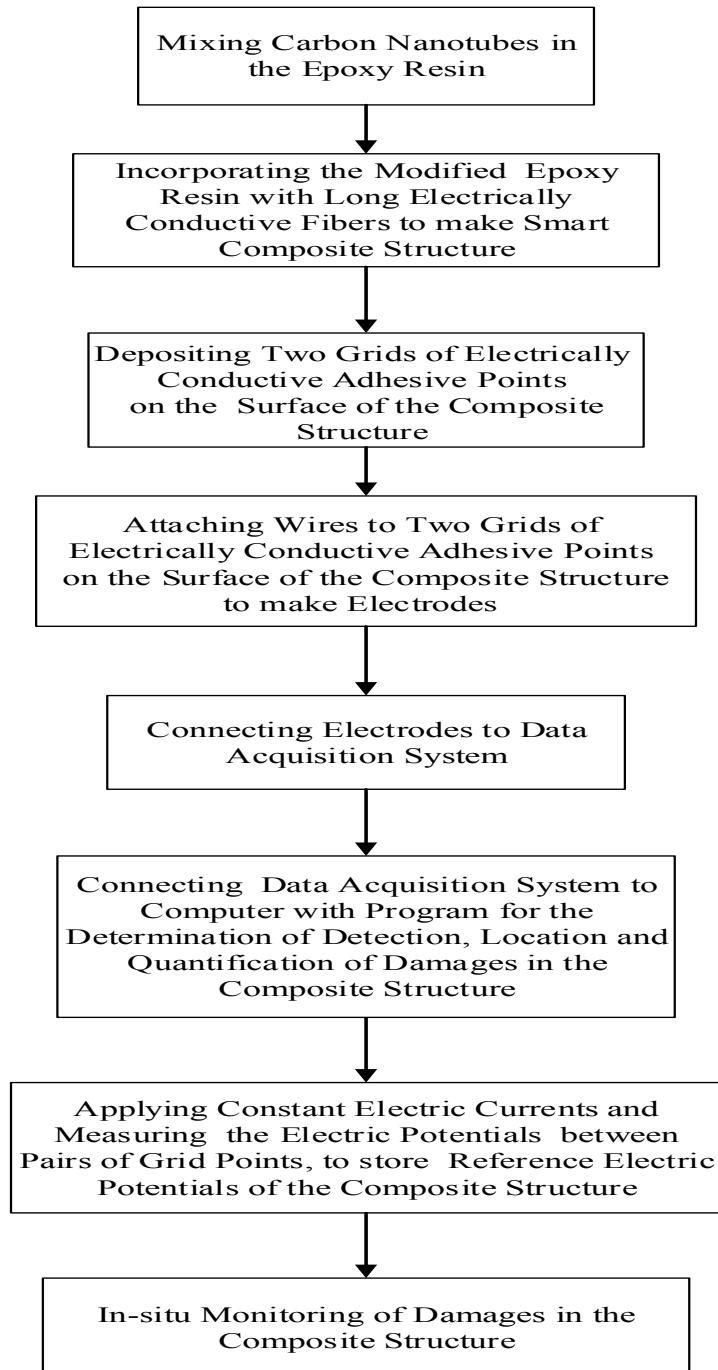 Mixing Carbon Nanotubes in
the Epoxy Resin
Incorporating the Modified Epoxy
Resin with Long Electrically
Conductive Fibers to make Smart
Composite Structure
Depositing Two Grids of Electrically
Conductive Adhesive Points
on the Surface of the Composite
Structure
Attaching Wires to Two Grids of
Electrically Conductive Adhesive Points
on the Surface of the Composite Structure
to make Electrodes
Connecting Electrodes to Data
Acquisition System
Connecting Data Acquisition System to
Computer with Program for the
Determination of Detection, Location and
Quantification of Damages in the
Composite Structure
Applying Constant Electric Currents and
Measuring the Electric Potentials between
Pairs of Grid Points, to store Reference Electric
Potentials of the Composite Structure
In-situ Monitoring of Damages in the
Composite Structure